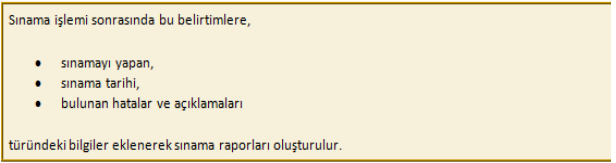 Sınama işlemi sonrasında bu belirtimlere,
• sınamayı yapan,
• sınama tarihi,
• bulunan hatalar ve açıklamaları
türündeki bilgiler eklenerek sınama raporları oluşturulur.